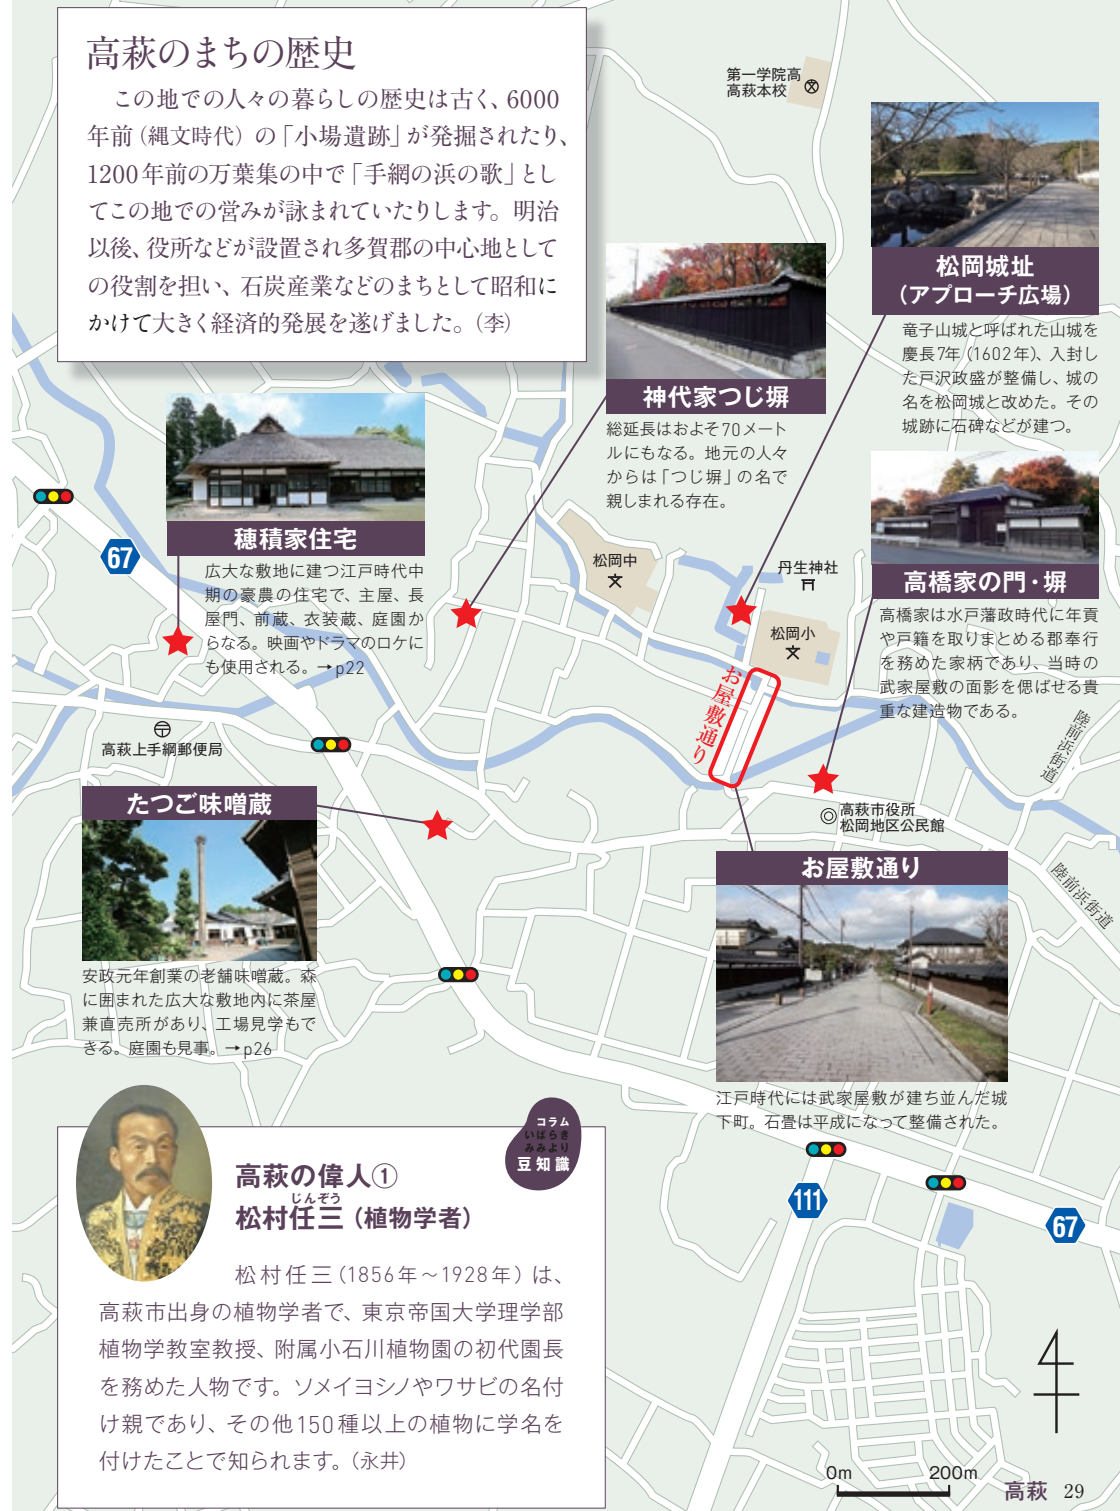 高萩のまちの歴史
この地での人々の暮らしの歴史は古く、6000
年前（縄文時代）の「小場遺跡」が発掘されたり、
1200年前の万葉集の中で「手綱の浜の歌」とし
てこの地での営みが詠まれていたりします。明治
以後、役所などが設置され多賀郡の中心地として
の役割を担い、石炭産業などのまちとして昭和に
かけて大きく経済的発展を遂げました。（李）
第一学院高
高萩本校
松岡城址
（アプローチ広場）
竜子山城と呼ばれた山城を
慶長7年（1602年）、入封し
た戸沢政盛が整備し、城の
名を松岡城と改めた。その
城跡に石碑などが建つ。
神代家つじ塀
総延長はおよそ70メート
ルにもなる。地元の人々
からは「つじ塀」の名で
親しまれる存在。
穂積家住宅
広大な敷地に建つ江戸時代中
期の豪農の住宅で、主屋、長
屋門、前蔵、衣装蔵、庭園か
らなる。映画やドラマのロケに
も使用される。→p22
67
松岡中
文
丹生神社
松岡小
文
高橋家の門・塀
高橋家は水戸藩政時代に年貢
や戸籍を取りまとめる郡奉行
を務めた家柄であり、当時の
武家屋敷の面影を偲ばせる貴
重な建造物である。
お屋敷通り
陸前浜街道
高萩上手綱郵便局
高萩市役所
松岡地区公民館
陸前浜街道
たつご味噌蔵
安政元年創業の老舗味噌蔵。森
に囲まれた広大な敷地内に茶屋
兼直売所があり、工場見学もで
きる。庭園も見事。→p26
お屋敷通り
江戸時代には武家屋敷が建ち並んだ城
下町。石畳は平成になって整備された。
コラム
いばらき
みみより
豆知識
高萩の偉人①
じんぞう
松村任三（植物学者）
松村任三（1856年～1928年）は、
高萩市出身の植物学者で、東京帝国大学理学部
植物学教室教授、附属小石川植物園の初代園長
を務めた人物です。ソメイヨシノやワサビの名付
け親であり、その他150種以上の植物に学名を
付けたことで知られます。（永井）
111
67
0m 200m
高萩 29